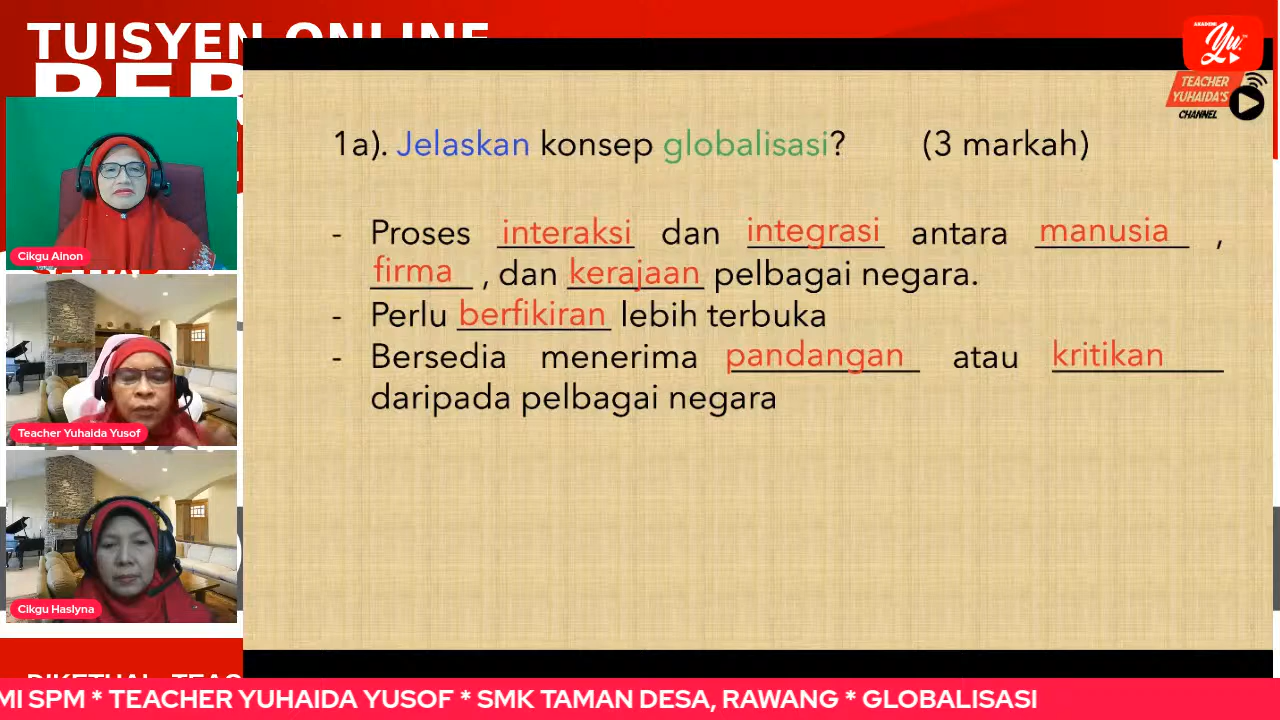 TUISYEN ONLINE
AKADEMI
Yu.
TEACHER
YUHAIDA'S
CHANNEL
1a). Jelaskan konsep globalisasi? (3 markah)
- Proses interaksi dan integrasi antara manusia ,
firma , dan kerajaan pelbagai negara.
- Perlu berfikiran lebih terbuka
- Bersedia menerima pandangan atau kritikan
daripada pelbagai negara
Cikgu Ainon
Teacher Yuhaida Yusof
Cikgu Haslyna
MI SPM * TEACHER YUHAIDA YUSOF * SMK TAMAN DESA, RAWANG * GLOBALISASI